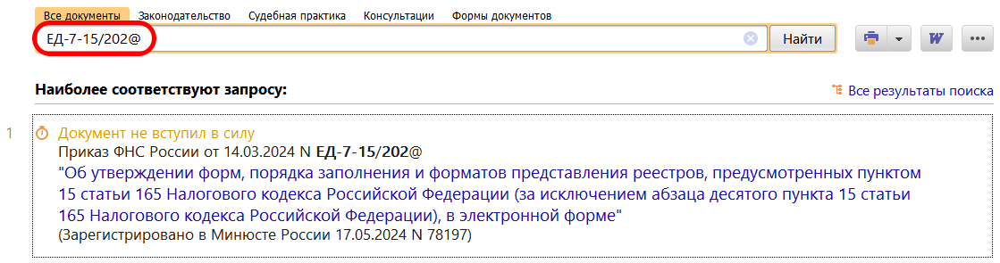 Все документы Законодательство Судебная практика Консультации Формы документов
ЕД-7-15/202@ Найти W
Наиболее соответствуют запросу: Все результаты поиска
1 Документ не вступил в силу
Приказ ФНС России от 14.03.2024 N ЕД-7-15/202@
"Об утверждении форм, порядка заполнения и форматов представления реестров, предусмотренных пунктом
15 статьи 165 Налогового кодекса Российской Федерации (за исключением абзаца десятого пункта 15 статьи
165 Налогового кодекса Российской Федерации), в электронной форме"
(Зарегистрировано в Минюсте России 17.05.2024 N 78197)